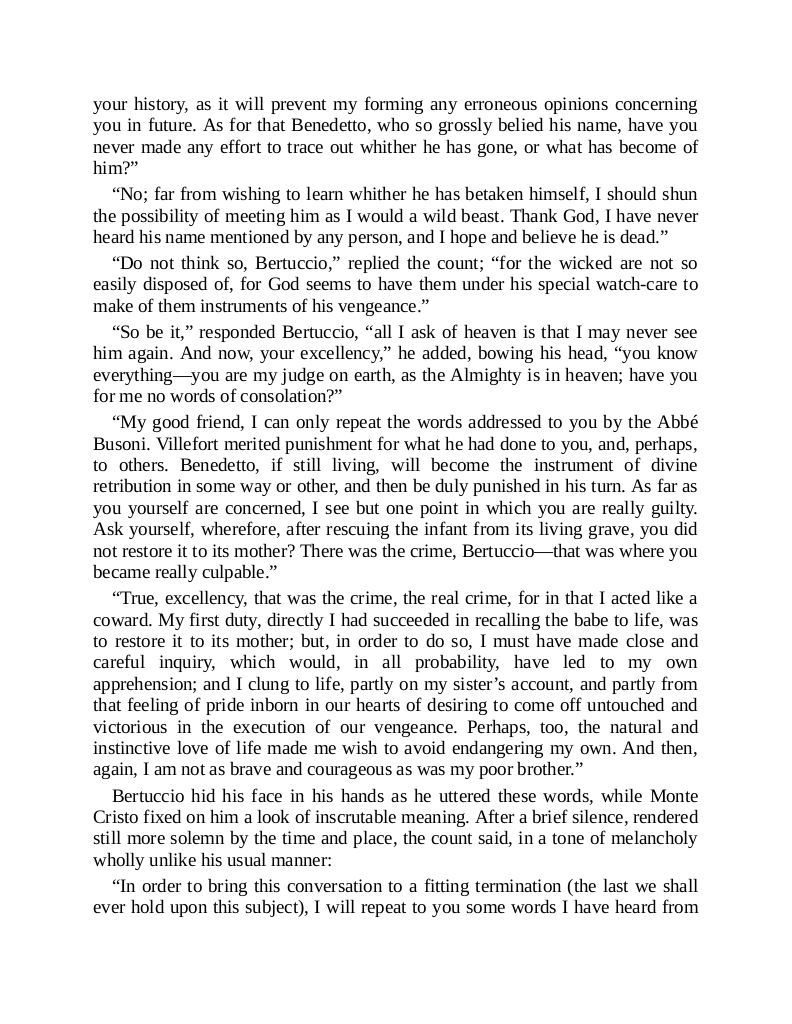 your history, as it will prevent my forming any erroneous opinions concerning
you in future. As for that Benedetto, who so grossly belied his name, have you
never made any effort to trace out whither he has gone, or what has become of
him?”
“No; far from wishing to learn whither he has betaken himself, I should shun
the possibility of meeting him as I would a wild beast. Thank God, I have never
heard his name mentioned by any person, and I hope and believe he is dead.”
“Do not think so, Bertuccio,” replied the count; “for the wicked are not so
easily disposed of, for God seems to have them under his special watch-care to
make of them instruments of his vengeance.”
“So be it,” responded Bertuccio, “all I ask of heaven is that I may never see
him again. And now, your excellency,” he added, bowing his head, “you know
everything—you are my judge on earth, as the Almighty is in heaven; have you
for me no words of consolation?”
“My good friend, I can only repeat the words addressed to you by the Abbé
Busoni. Villefort merited punishment for what he had done to you, and, perhaps,
to others. Benedetto, if still living, will become the instrument of divine
retribution in some way or other, and then be duly punished in his turn. As far as
you yourself are concerned, I see but one point in which you are really guilty.
Ask yourself, wherefore, after rescuing the infant from its living grave, you did
not restore it to its mother? There was the crime, Bertuccio—that was where you
became really culpable.”
“True, excellency, that was the crime, the real crime, for in that I acted like a
coward. My first duty, directly I had succeeded in recalling the babe to life, was
to restore it to its mother; but, in order to do so, I must have made close and
careful inquiry, which would, in all probability, have led to my own
apprehension; and I clung to life, partly on my sister’s account, and partly from
that feeling of pride inborn in our hearts of desiring to come off untouched and
victorious in the execution of our vengeance. Perhaps, too, the natural and
instinctive love of life made me wish to avoid endangering my own. And then,
again, I am not as brave and courageous as was my poor brother.”
Bertuccio hid his face in his hands as he uttered these words, while Monte
Cristo fixed on him a look of inscrutable meaning. After a brief silence, rendered
still more solemn by the time and place, the count said, in a tone of melancholy
wholly unlike his usual manner:
“In order to bring this conversation to a fitting termination (the last we shall
ever hold upon this subject), I will repeat to you some words I have heard from